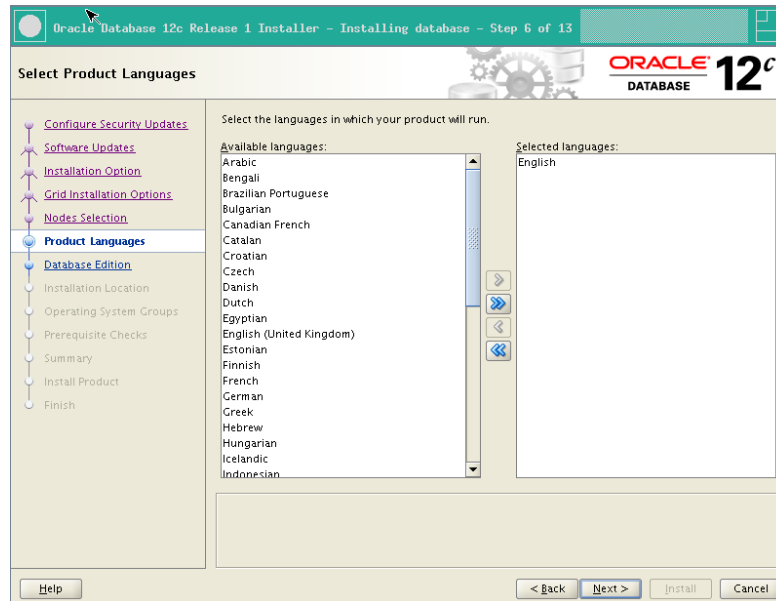 Oracle Database 12c Release 1 Installer - Installing database - Step 6 of 13
Select Product Languages
ORACLE
DATABASE
12c
Configure Security Updates
Software Updates
Installation Option
Grid Installation Options
Nodes Selection
Product Languages
Database Edition
Installation Location
Operating System Groups
Prerequisite Checks
Summary
Install Product
Finish
Select the languages in which your product will run.
Available languages:
Arabic
Bengali
Brazilian Portuguese
Bulgarian
Canadian French
Catalan
Croatian
Czech
Danish
Dutch
Egyptian
English (United Kingdom)
Estonian
Finnish
French
German
Greek
Hebrew
Hungarian
Icelandic
Indonesian
Selected languages:
English
Help
< Back
Next >
Install
Cancel